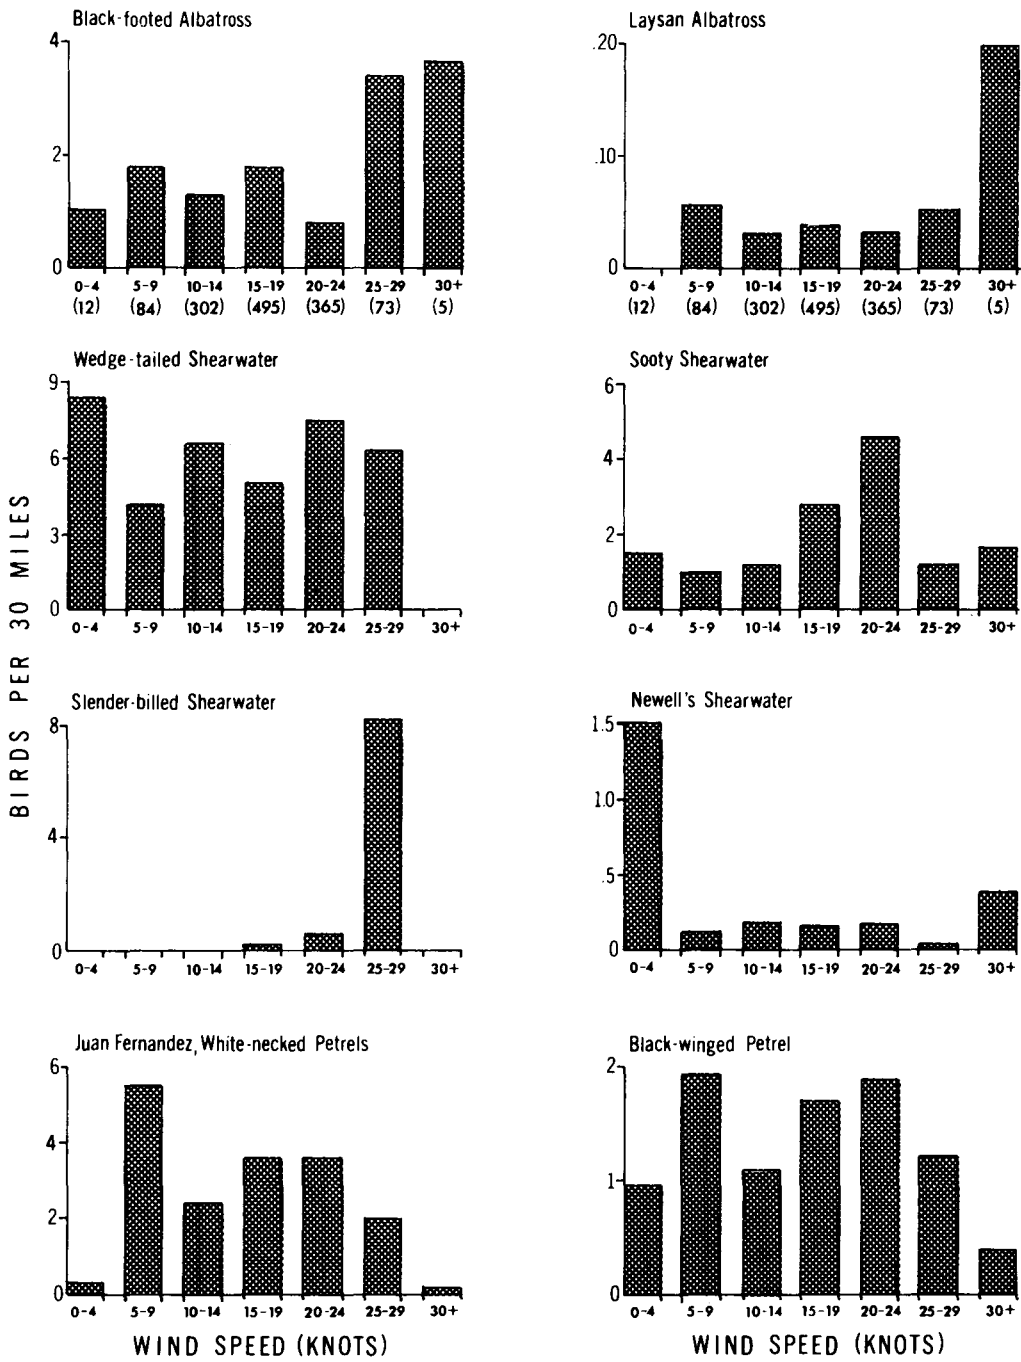 Black-footed Albatross
4
2
0
0-4 5-9 10-14 15-19 20-24 25-29 30+
(12) (84) (302) (495) (365) (73) (5)
Laysan Albatross
.20
.10
0
0-4 5-9 10-14 15-19 20-24 25-29 30+
(12) (84) (302) (495) (365) (73) (5)
Wedge-tailed Shearwater
9
6
3
0
0-4 5-9 10-14 15-19 20-24 25-29 30+
Sooty Shearwater
6
4
2
0
0-4 5-9 10-14 15-19 20-24 25-29 30+
BIRDS PER 30 MILES
Slender-billed Shearwater
8
4
0
0-4 5-9 10-14 15-19 20-24 25-29 30+
Newell's Shearwater
1.5
1.0
.5
0
0-4 5-9 10-14 15-19 20-24 25-29 30+
Juan Fernandez, White-necked Petrels
6
4
2
0
0-4 5-9 10-14 15-19 20-24 25-29 30+
WIND SPEED (KNOTS)
Black-winged Petrel
2
1
0
0-4 5-9 10-14 15-19 20-24 25-29 30+
WIND SPEED (KNOTS)